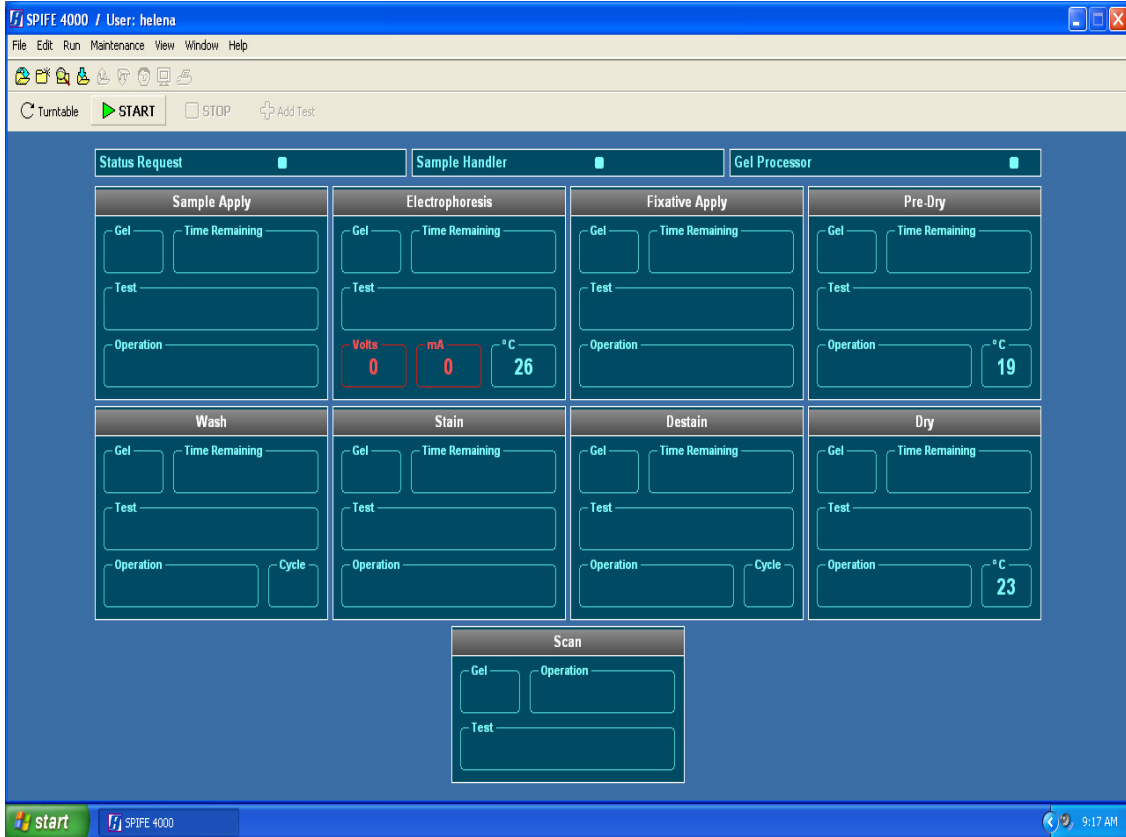 SPIFE 4000 / User: helena
File Edit Run Maintenance View Window Help
Turntable START STOP Add Test
Status Request Sample Handler Gel Processor
Sample Apply Electrophoresis Fixative Apply Pre-Dry
Gel Time Remaining Gel Time Remaining Gel Time Remaining Gel Time Remaining
Test Test Test Test
Operation Volts mA °C Operation Operation °C
0 0 26 19
Wash Stain Destain Dry
Gel Time Remaining Gel Time Remaining Gel Time Remaining Gel Time Remaining
Test Test Test Test
Operation Cycle Operation Operation Cycle Operation °C
23
Scan
Gel Operation
Test
start SPIFE 4000 9:17 AM